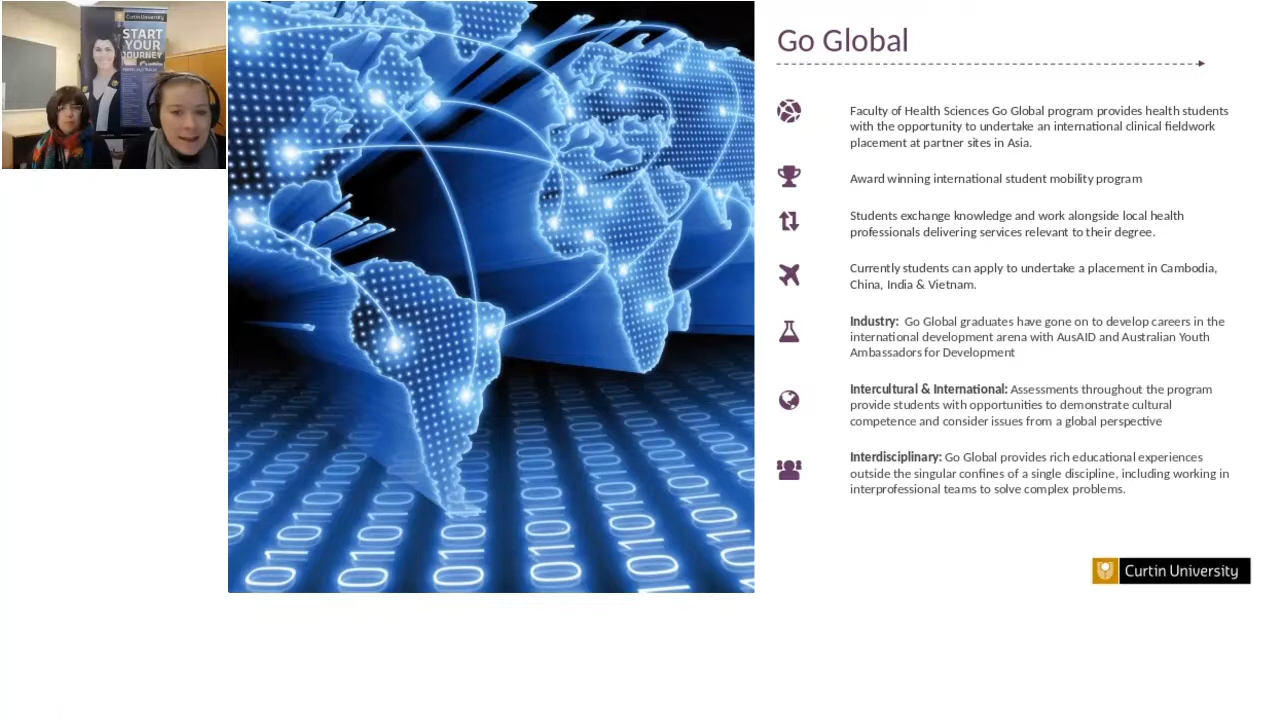 Curtin University
START
YOUR
JOURNEY
Go Global
Faculty of Health Sciences Go Global program provides health students
with the opportunity to undertake an international clinical fieldwork
placement at partner sites in Asia.
Award winning international student mobility program
Students exchange knowledge and work alongside local health
professionals delivering services relevant to their degree.
Currently students can apply to undertake a placement in Cambodia,
China, India & Vietnam.
Industry: Go Global graduates have gone on to develop careers in the
international development arena with AusAID and Australian Youth
Ambassadors for Development
Intercultural & International: Assessments throughout the program
provide students with opportunities to demonstrate cultural
competence and consider issues from a global perspective
Interdisciplinary: Go Global provides rich educational experiences
outside the singular confines of a single discipline, including working in
interprofessional teams to solve complex problems.
Curtin University